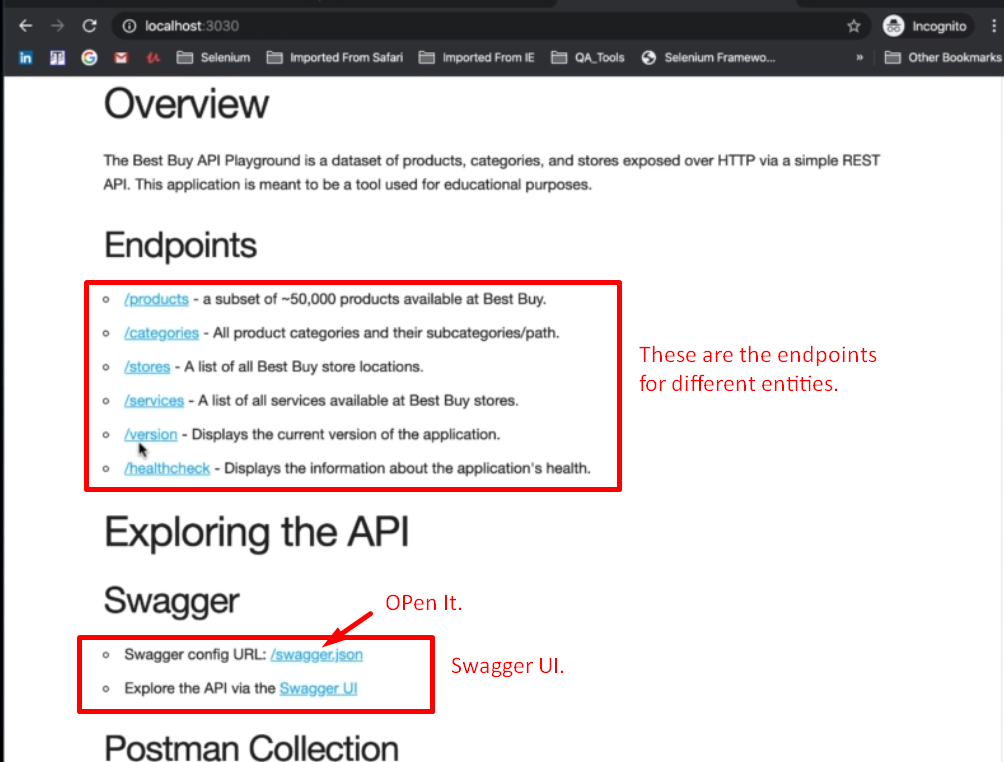 localhost:3030
Incognito
Selenium
Imported From Safari
Imported From IE
QA_Tools
Selenium Framewo...
»
Other Bookmarks
Overview
The Best Buy API Playground is a dataset of products, categories, and stores exposed over HTTP via a simple REST
API. This application is meant to be a tool used for educational purposes.
Endpoints
/products - a subset of ~50,000 products available at Best Buy.
/categories - All product categories and their subcategories/path.
/stores - A list of all Best Buy store locations.
/services - A list of all services available at Best Buy stores.
/version - Displays the current version of the application.
/healthcheck - Displays the information about the application's health.
These are the endpoints
for different entities.
Exploring the API
Swagger
OPen It.
Swagger config URL: /swagger.json
Explore the API via the Swagger UI
Swagger UI.
Postman Collection